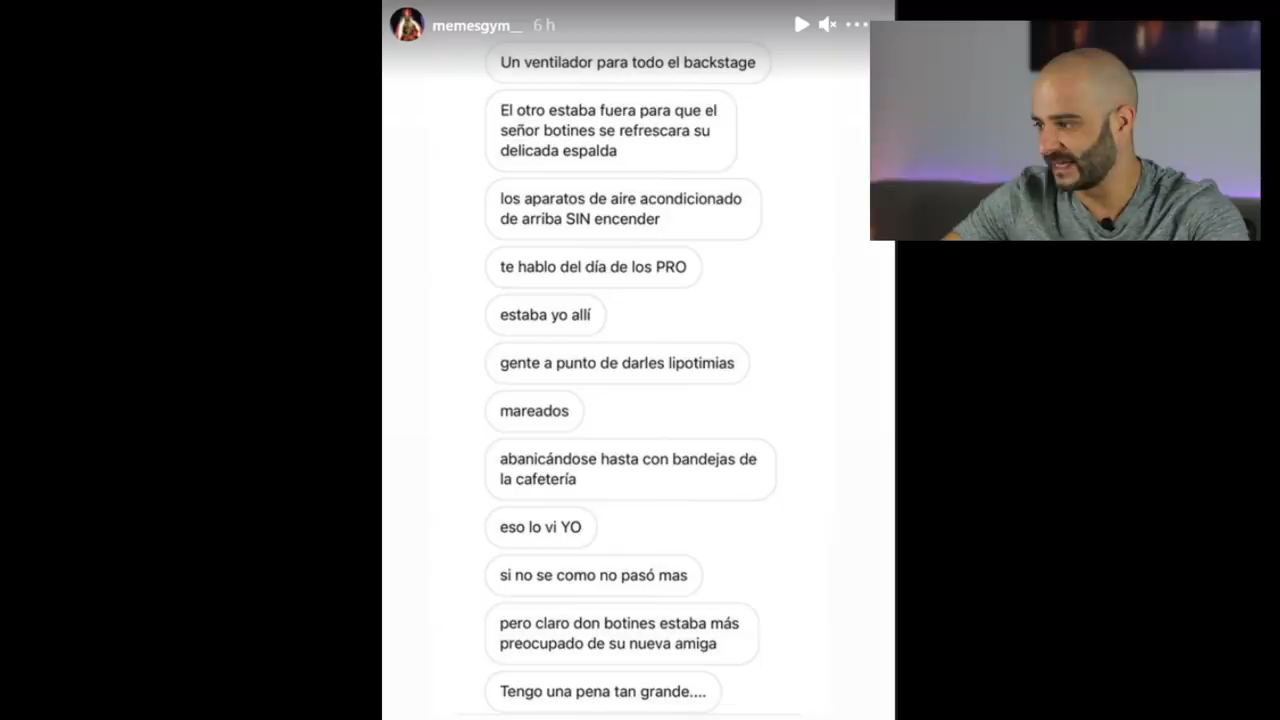 memesgym__ 6 h
Un ventilador para todo el backstage
El otro estaba fuera para que el
señor botines se refrescara su
delicada espalda
los aparatos de aire acondicionado
de arriba SIN encender
te hablo del día de los PRO
estaba yo allí
gente a punto de darles lipotimias
mareados
abanicándose hasta con bandejas de
la cafetería
eso lo vi YO
si no se como no pasó mas
pero claro don botines estaba más
preocupado de su nueva amiga
Tengo una pena tan grande....